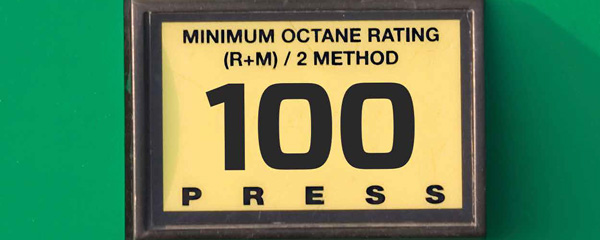 MINIMUM OCTANE RATING
(R+M) / 2 METHOD
100
PRESS